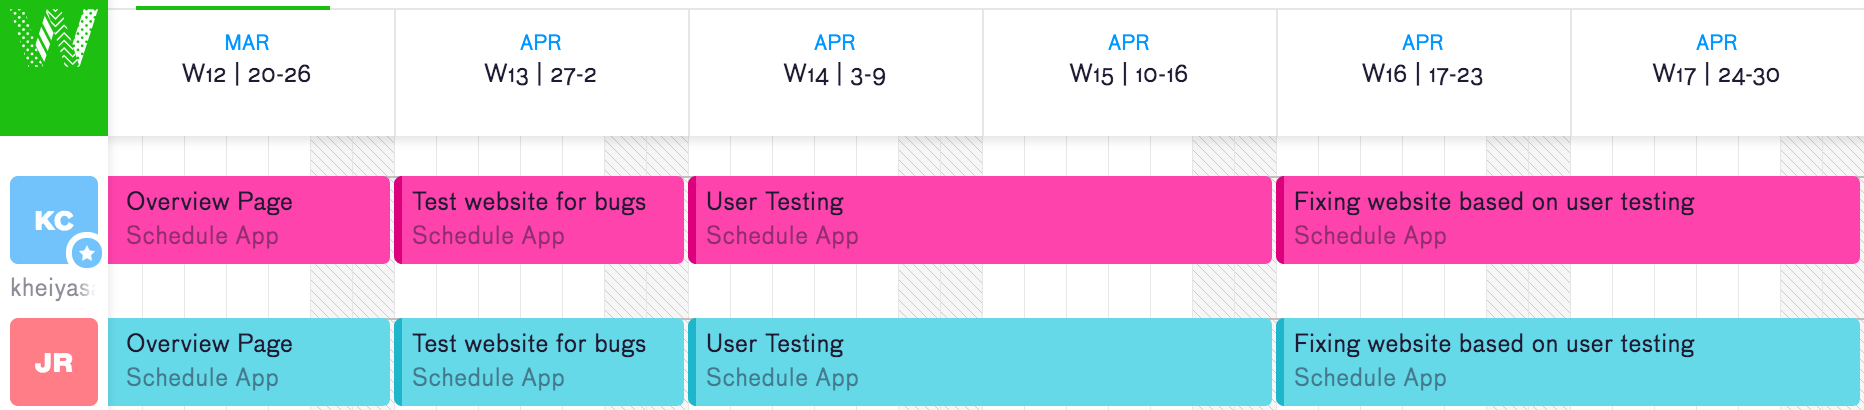 W
MAR
W12 | 20-26
APR
W13 | 27-2
APR
W14 | 3-9
APR
W15 | 10-16
APR
W16 | 17-23
APR
W17 | 24-30
KC
kheiyas
Overview Page
Schedule App
Test website for bugs
Schedule App
User Testing
Schedule App
Fixing website based on user testing
Schedule App
JR
Overview Page
Schedule App
Test website for bugs
Schedule App
User Testing
Schedule App
Fixing website based on user testing
Schedule App